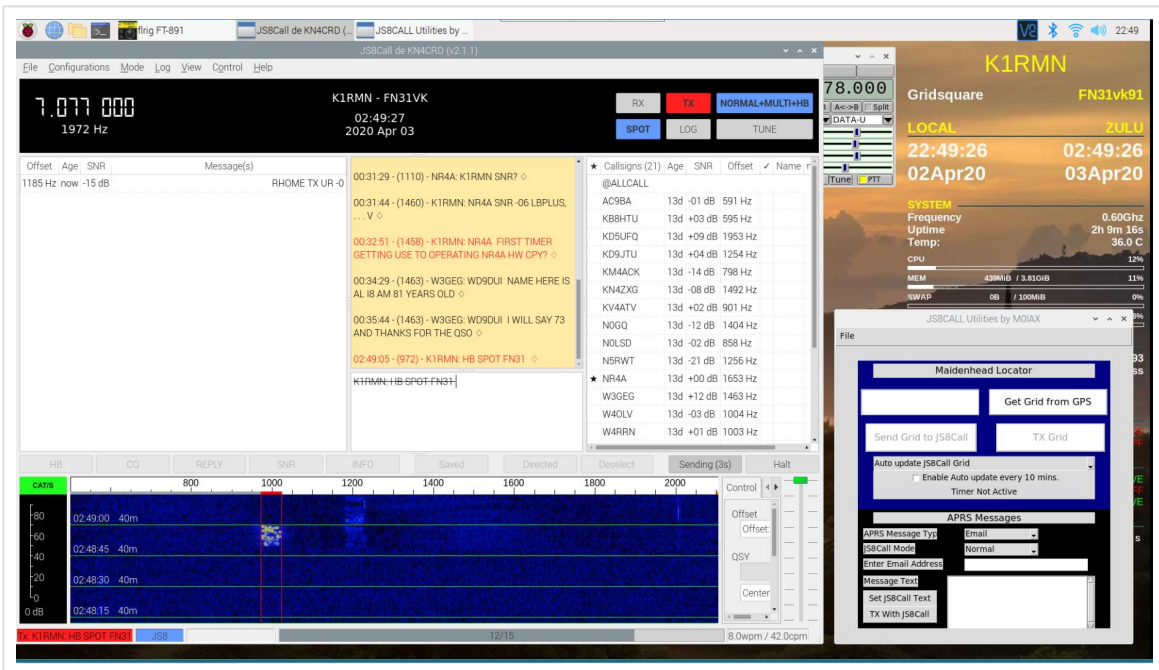 flrig FT-891
JS8Call de KN4CRD (...
JS8CALL Utilities by ...
V2
22:49
JS8Call de KN4CRD (v2.1.1)
File Configurations Mode Log View Control Help
7.077 000
1972 Hz
K1RMN - FN31VK
02:49:27
2020 Apr 03
RX TX NORMAL+MULTI+HB
SPOT LOG TUNE
Offset Age SNR Message(s)
1185 Hz now -15 dB RHOME TX UR -0
00:31:29 - (1110) - NR4A: K1RMN SNR? ♢
00:31:44 - (1460) - K1RMN: NR4A SNR -06 LBPLUS,
. . . V ♢
00:32:51 - (1458) - K1RMN: NR4A FIRST TIMER
GETTING USE TO OPERATING NR4A HW CPY? ♢
00:34:29 - (1463) - W3GEG: WD9DUI NAME HERE IS
AL I8 AM 81 YEARS OLD ♢
00:35:44 - (1463) - W3GEG: WD9DUI I WILL SAY 73
AND THANKS FOR THE QSO ♢
02:49:05 - (972) - K1RMN: HB SPOT FN31 ♢
K1RMN: HB SPOT FN31
★ Callsigns (21) Age SNR Offset ✓ Name
@ALLCALL
AC9BA 13d -01 dB 591 Hz
KB8HTU 13d +03 dB 595 Hz
KD5UFQ 13d +09 dB 1953 Hz
KD9JTU 13d +04 dB 1254 Hz
KM4ACK 13d -14 dB 798 Hz
KN4ZXG 13d -08 dB 1492 Hz
KV4ATV 13d +02 dB 901 Hz
N0GQ 13d -12 dB 1404 Hz
N0LSD 13d -02 dB 858 Hz
N5RWT 13d -21 dB 1256 Hz
★ NR4A 13d +00 dB 1653 Hz
W3GEG 13d +12 dB 1463 Hz
W4OLV 13d -03 dB 1004 Hz
W4RRN 13d +01 dB 1003 Hz
HB CQ REPLY SNR INFO Saved Directed Deselect Sending (3s) Halt
CAT/S
800 1000 1200 1400 1600 1800 2000
-80
-60
-40
-20
-0
0 dB
02:49:00 40m
02:48:45 40m
02:48:30 40m
02:48:15 40m
Control
Offset
Offset:
QSY
Center
Tx: K1RMN: HB SPOT FN31 JS8 12/15 8.0wpm / 42.0cpm
78.000
A<->B Split
DATA-U
Tune PTT
K1RMN
Gridsquare FN31vk91
LOCAL ZULU
22:49:26 02:49:26
02Apr20 03Apr20
SYSTEM
Frequency 0.60Ghz
Uptime 2h 9m 16s
Temp: 36.0 C
CPU 12%
MEM 439MiB / 3.81GiB 11%
SWAP 0B / 100MiB 0%
JS8CALL Utilities by M0IAX
File
Maidenhead Locator
Get Grid from GPS
Send Grid to JS8Call TX Grid
Auto update JS8Call Grid
Enable Auto update every 10 mins.
Timer Not Active
APRS Messages
APRS Message Typ Email
JS8Call Mode Normal
Enter Email Address
Message Text
Set JS8Call Text
TX With JS8Call